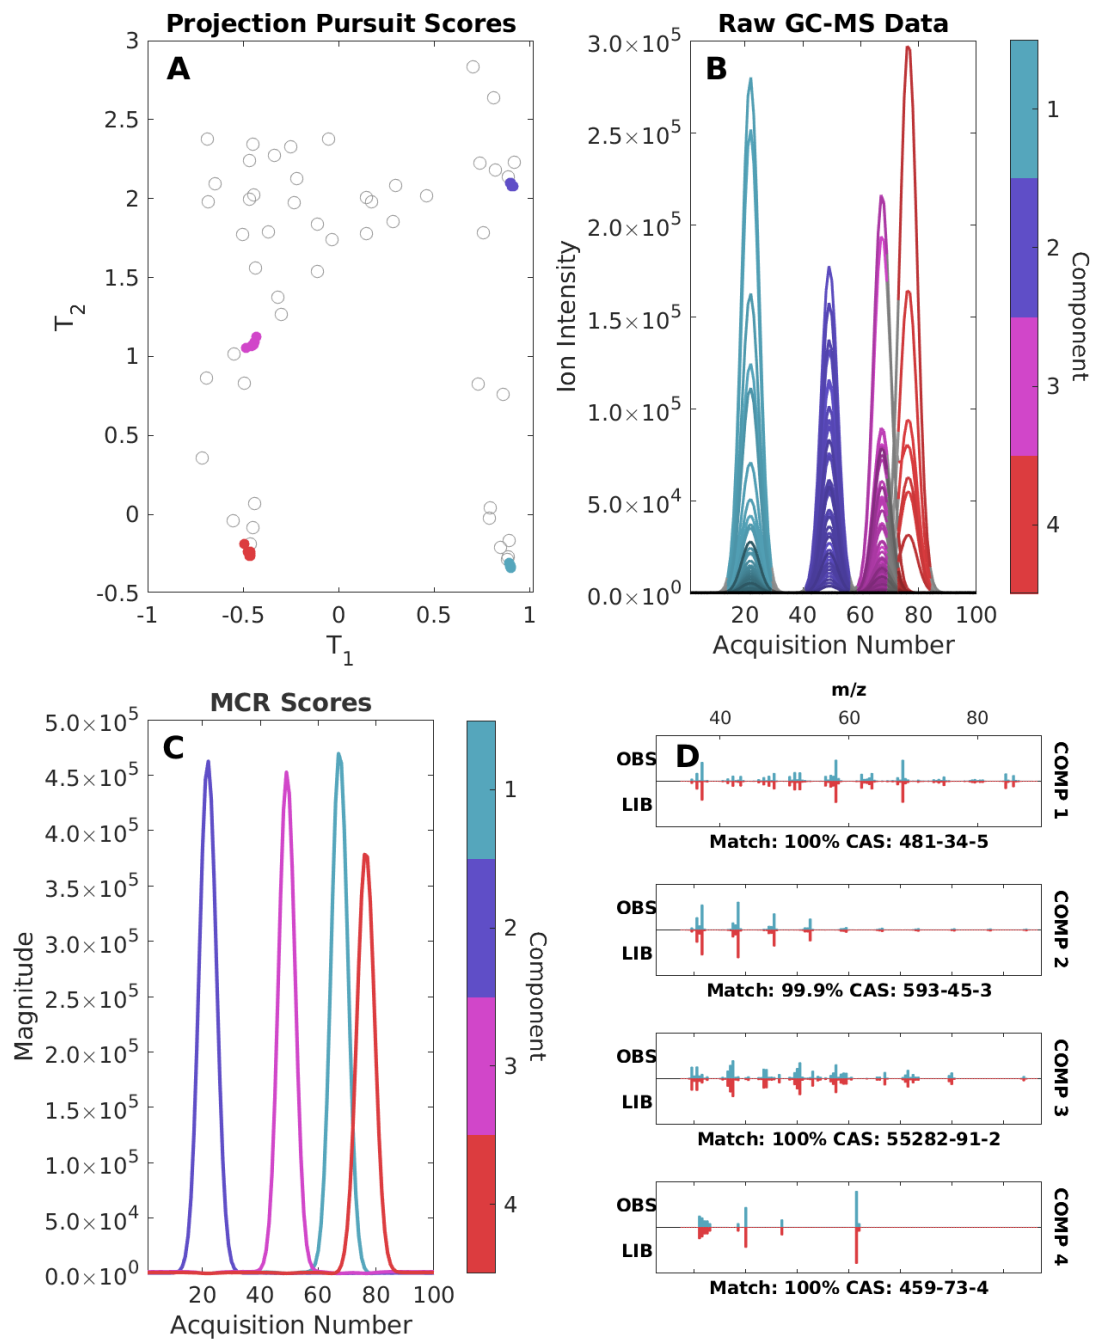 Projection Pursuit Scores
A
3
2.5
2
1.5
1
0.5
0
-0.5
-1
-0.5
0
0.5
1
T2
T1
Raw GC-MS Data
B
3.0×10^5
2.5×10^5
2.0×10^5
1.5×10^5
1.0×10^5
5.0×10^4
0.0×10^0
20
40
60
80
100
Ion Intensity
Acquisition Number
1
2
3
4
Component
MCR Scores
C
5.0×10^5
4.5×10^5
4.0×10^5
3.5×10^5
3.0×10^5
2.5×10^5
2.0×10^5
1.5×10^5
1.0×10^5
5.0×10^4
0.0×10^0
20
40
60
80
100
Magnitude
Acquisition Number
1
2
3
4
Component
m/z
40
60
80
D
OBS
LIB
COMP 1
Match: 100% CAS: 481-34-5
OBS
LIB
COMP 2
Match: 99.9% CAS: 593-45-3
OBS
LIB
COMP 3
Match: 100% CAS: 55282-91-2
OBS
LIB
COMP 4
Match: 100% CAS: 459-73-4